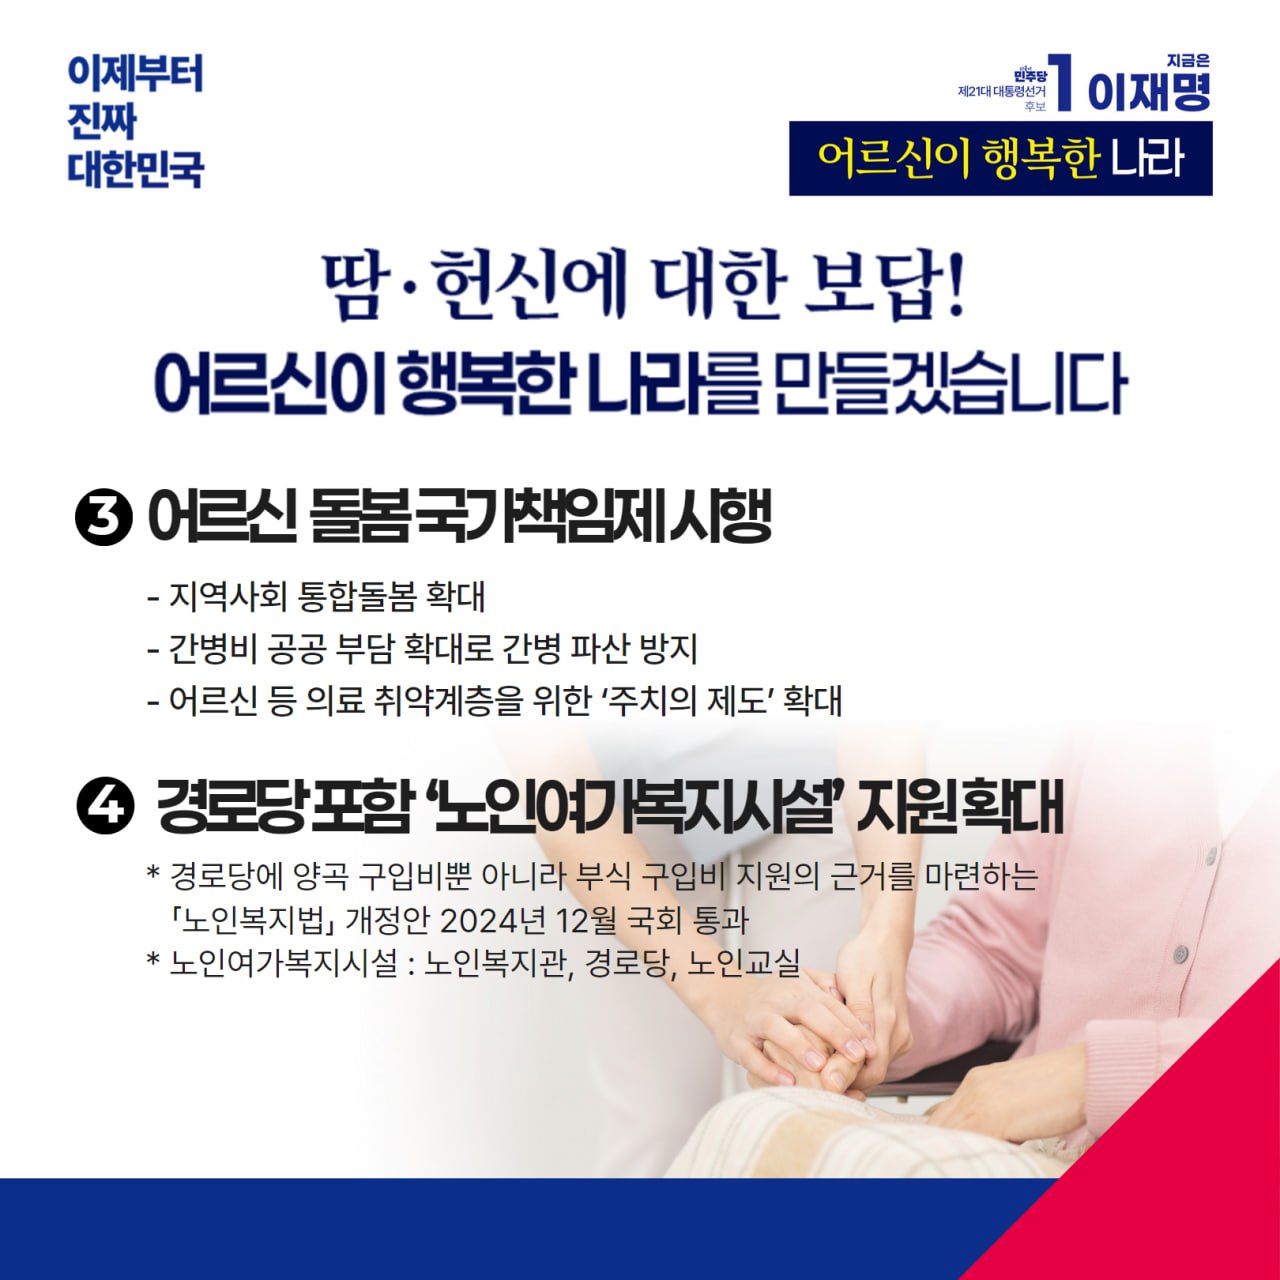 이제부터
진짜
대한민국
민주당
제21대 대통령선거
후보
1
지금은
이재명
어르신이 행복한 나라
땀·헌신에 대한 보답!
어르신이 행복한 나라를 만들겠습니다
3 어르신 돌봄 국가책임제 시행
- 지역사회 통합돌봄 확대
- 간병비 공공 부담 확대로 간병 파산 방지
- 어르신 등 의료 취약계층을 위한 ‘주치의 제도’ 확대
4 경로당 포함 ‘노인여가복지시설’ 지원 확대
* 경로당에 양곡 구입비뿐 아니라 부식 구입비 지원의 근거를 마련하는
「노인복지법」 개정안 2024년 12월 국회 통과
* 노인여가복지시설 : 노인복지관, 경로당, 노인교실